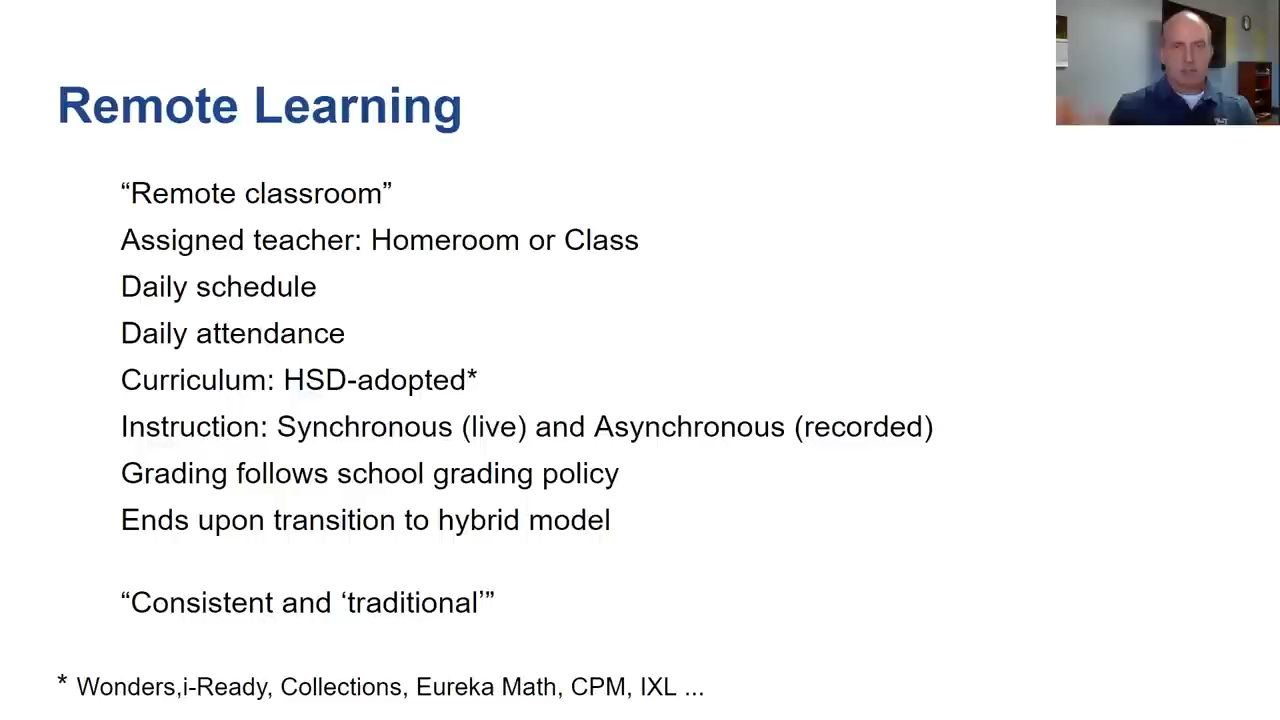 Remote Learning
“Remote classroom”
Assigned teacher: Homeroom or Class
Daily schedule
Daily attendance
Curriculum: HSD-adopted*
Instruction: Synchronous (live) and Asynchronous (recorded)
Grading follows school grading policy
Ends upon transition to hybrid model
“Consistent and ‘traditional’”
* Wonders,i-Ready, Collections, Eureka Math, CPM, IXL ...